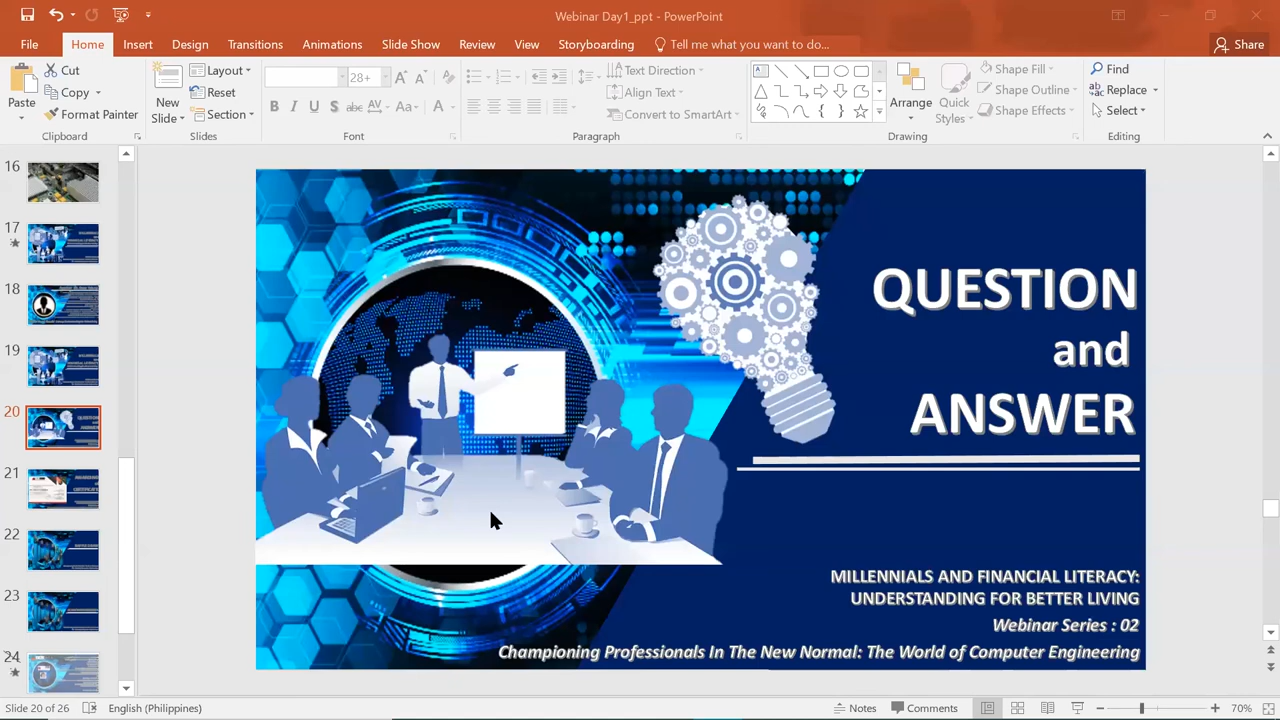 Webinar Day1_ppt - PowerPoint
File Home Insert Design Transitions Animations Slide Show Review View Storyboarding Tell me what you want to do... Share
Paste
Cut
Copy
Format Painter
Clipboard
New Slide
Layout
Reset
Section
Slides
28+
B I U S abc AV Aa A
Font
Text Direction
Align Text
Convert to SmartArt
Paragraph
Arrange
Quick Styles
Shape Fill
Shape Outline
Shape Effects
Drawing
Find
Replace
Select
Editing
16
17
18
19
20
21
22
23
24
QUESTION
and
ANSWER
MILLENNIALS AND FINANCIAL LITERACY:
UNDERSTANDING FOR BETTER LIVING
Webinar Series : 02
Championing Professionals In The New Normal: The World of Computer Engineering
Slide 20 of 26 English (Philippines) Notes Comments 70%